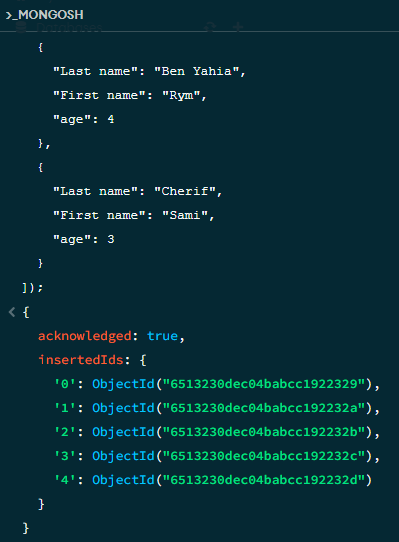 >_MONGOSH
{
"Last name": "Ben Yahia",
"First name": "Rym",
"age": 4
},
{
"Last name": "Cherif",
"First name": "Sami",
"age": 3
}
]);
< {
acknowledged: true,
insertedIds: {
'0': ObjectId("6513230dec04babcc1922329"),
'1': ObjectId("6513230dec04babcc192232a"),
'2': ObjectId("6513230dec04babcc192232b"),
'3': ObjectId("6513230dec04babcc192232c"),
'4': ObjectId("6513230dec04babcc192232d")
}
}